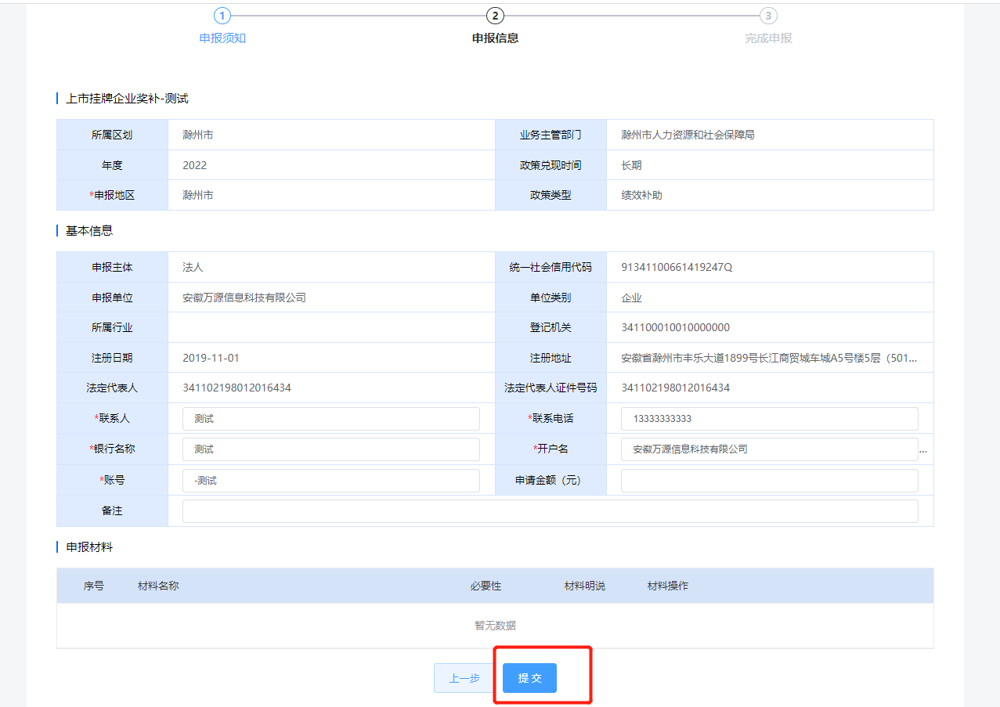 1 2 3
申报须知 申报信息 完成申报
上市挂牌企业奖补-测试
所属区划 滁州市 业务主管部门 滁州市人力资源和社会保障局
年度 2022 政策兑现时间 长期
*申报地区 滁州市 政策类型 绩效补助
基本信息
申报主体 法人 统一社会信用代码 91341100661419247Q
申报单位 安徽万源信息科技有限公司 单位类别 企业
所属行业 登记机关 341100010010000000
注册日期 2019-11-01 注册地址 安徽省滁州市丰乐大道1899号长江商贸城车城A5号楼5层（501...
法定代表人 341102198012016434 法定代表人证件号码 341102198012016434
*联系人 测试 *联系电话 13333333333
*银行名称 测试 *开户名 安徽万源信息科技有限公司 ...
*账号 -测试 申请金额（元）
备注
申报材料
序号 材料名称 必要性 材料明说 材料操作
暂无数据
上一步 提交